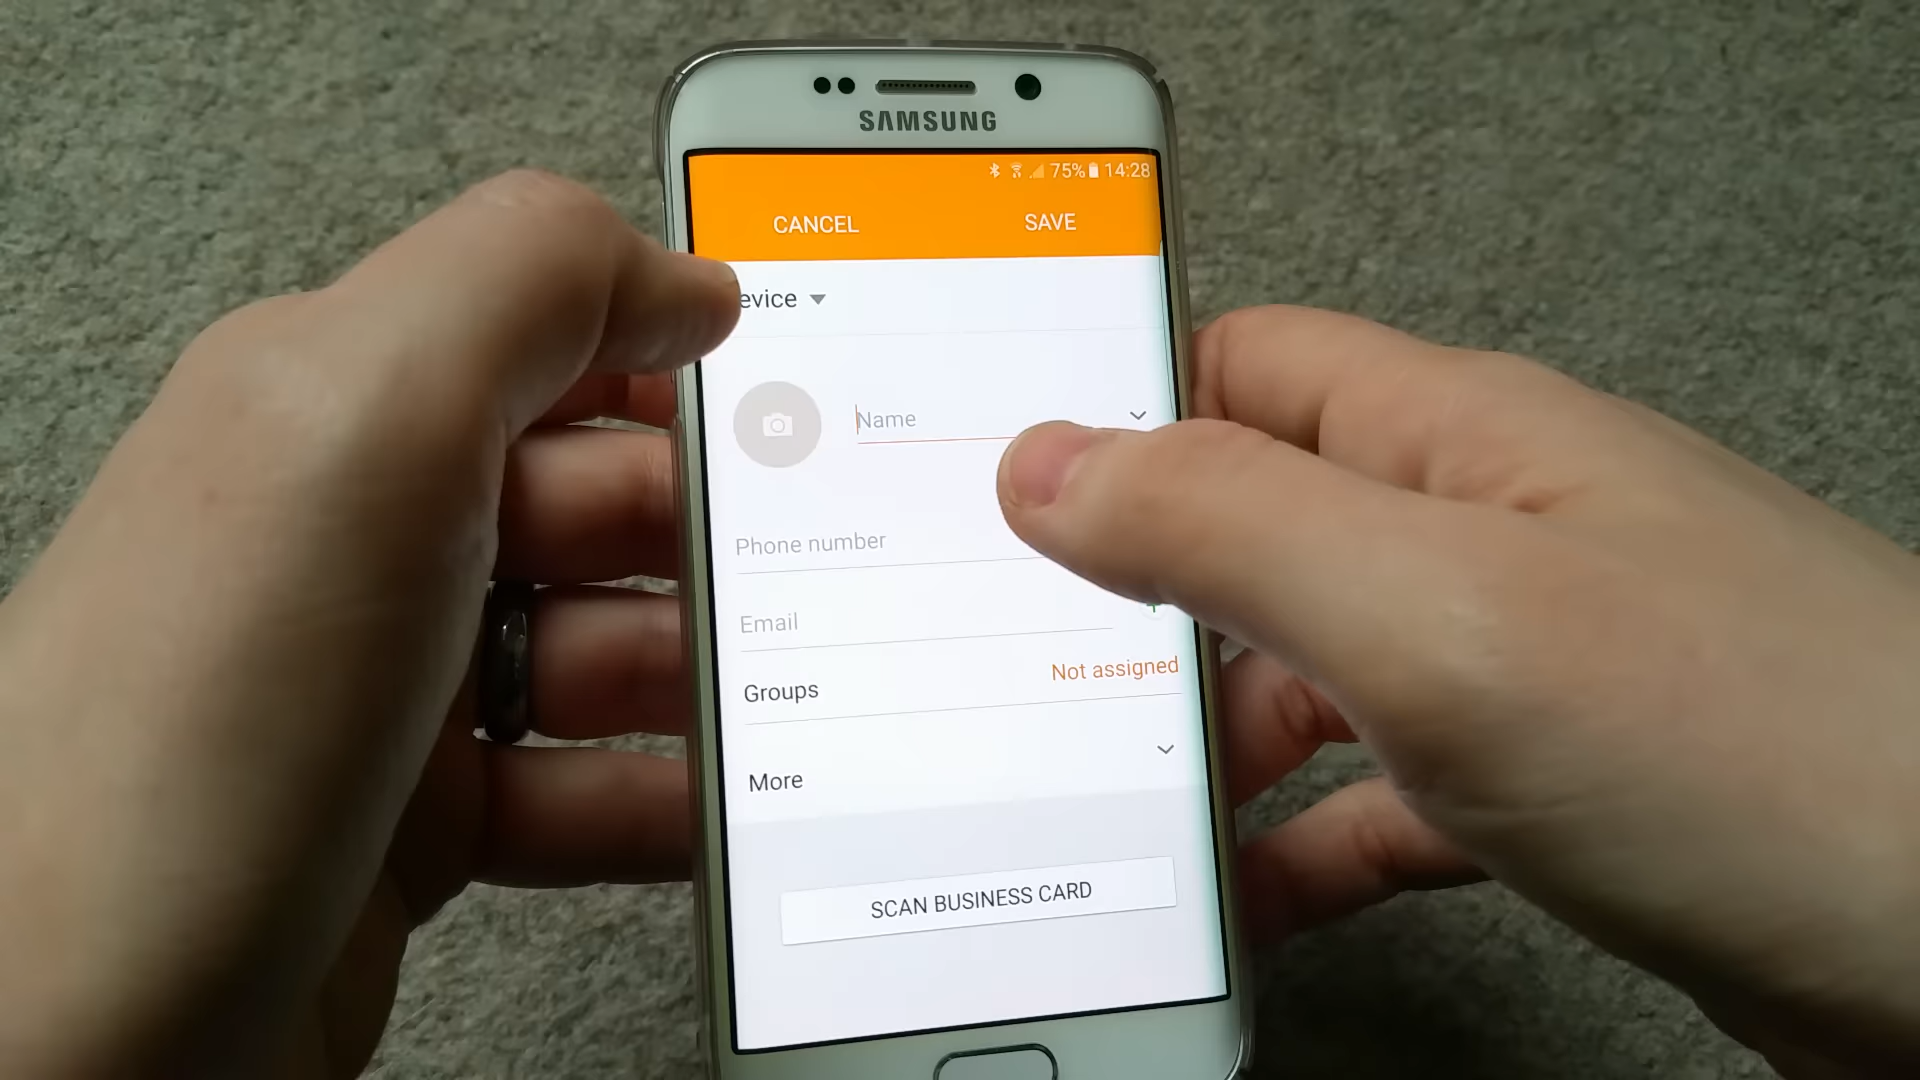 SAMSUNG
75% 14:28
CANCEL SAVE
evice
Name
Phone number
Email
Groups Not assigned
More
SCAN BUSINESS CARD